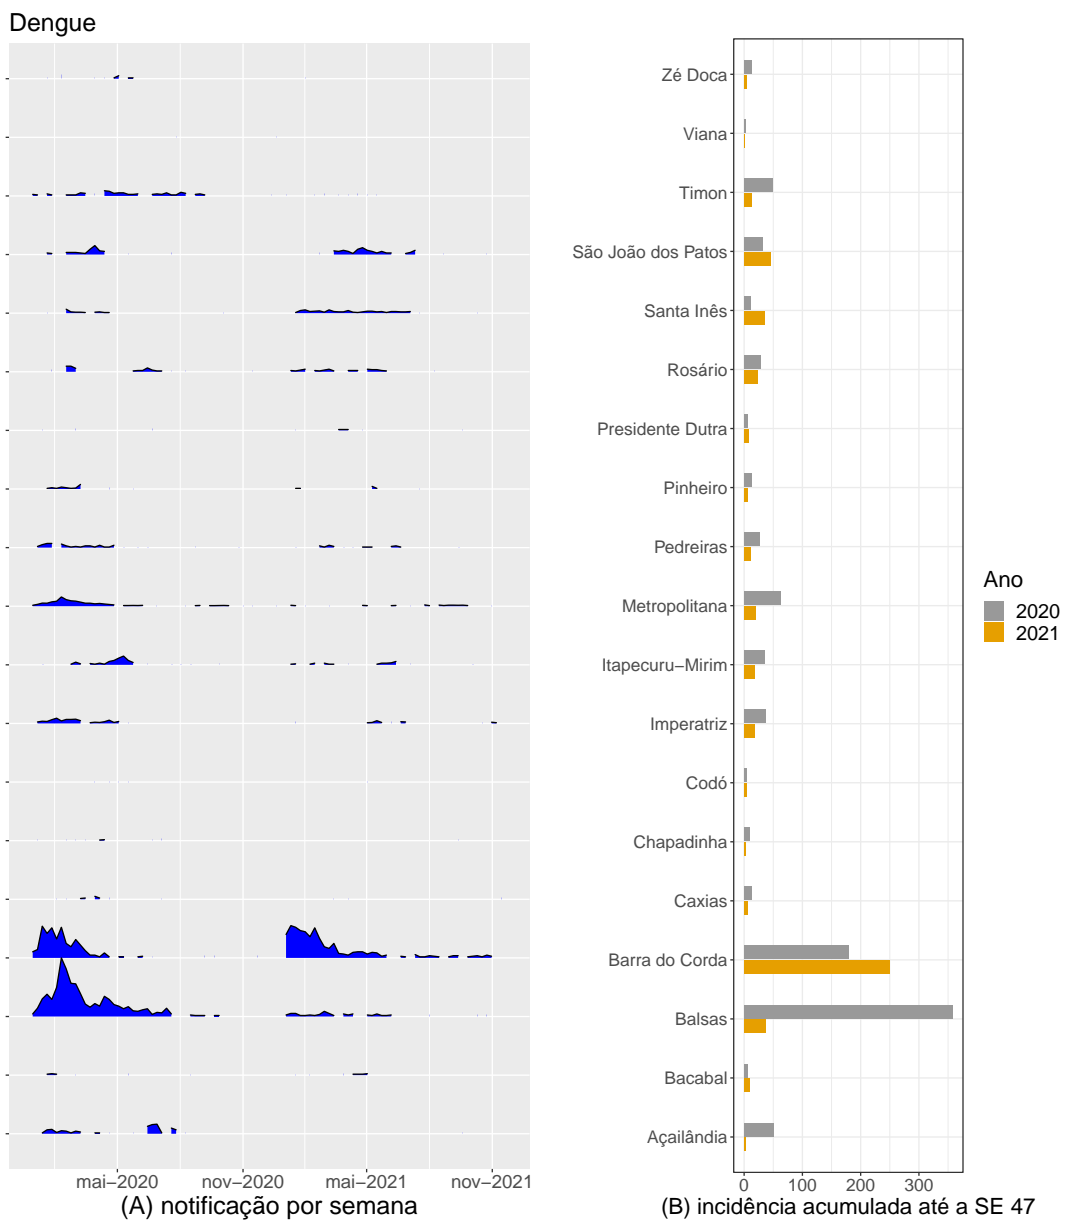 Dengue
Zé Doca
Viana
Timon
São João dos Patos
Santa Inês
Rosário
Presidente Dutra
Pinheiro
Pedreiras
Metropolitana
Itapecuru−Mirim
Imperatriz
Codó
Chapadinha
Caxias
Barra do Corda
Balsas
Bacabal
Açailândia
Ano
2020
2021
mai−2020 nov−2020 mai−2021 nov−2021
0 100 200 300
(A) notificação por semana
(B) incidência acumulada até a SE 47